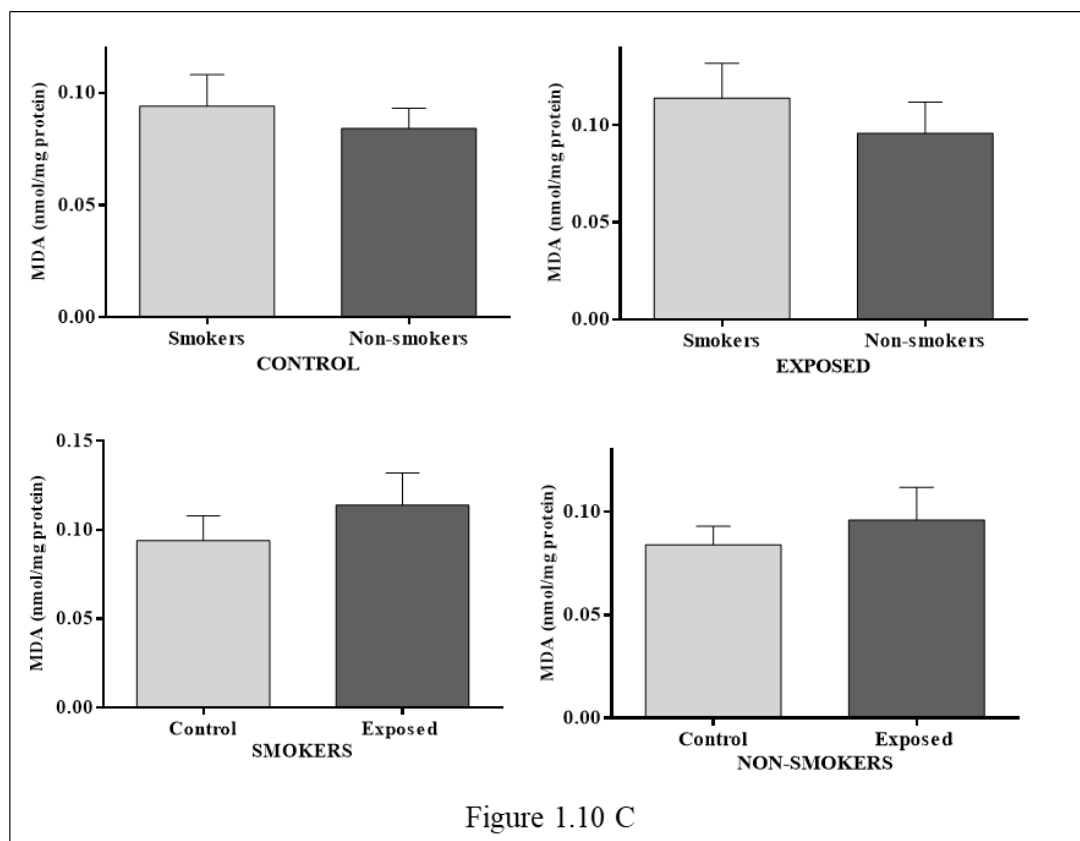 MDA (nmol/mg protein)
0.10
0.05
0.00
Smokers Non-smokers
CONTROL
MDA (nmol/mg protein)
0.10
0.05
0.00
Smokers Non-smokers
EXPOSED
MDA (nmol/mg protein)
0.15
0.10
0.05
0.00
Control Exposed
SMOKERS
MDA (nmol/mg protein)
0.10
0.05
0.00
Control Exposed
NON-SMOKERS
Figure 1.10 C